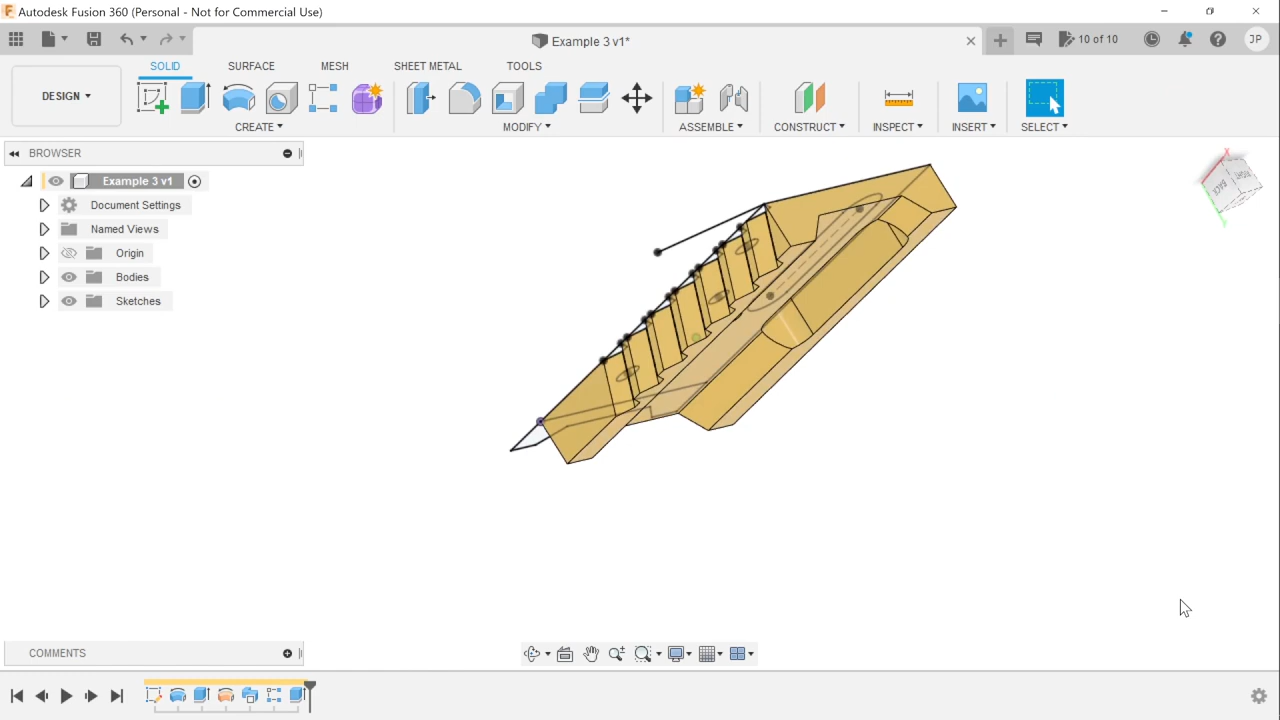 Autodesk Fusion 360 (Personal - Not for Commercial Use)
Example 3 v1*
10 of 10
JP
DESIGN
SOLID
SURFACE
MESH
SHEET METAL
TOOLS
CREATE
MODIFY
ASSEMBLE
CONSTRUCT
INSPECT
INSERT
SELECT
BROWSER
Example 3 v1
Document Settings
Named Views
Origin
Bodies
Sketches
BACK
COMMENTS